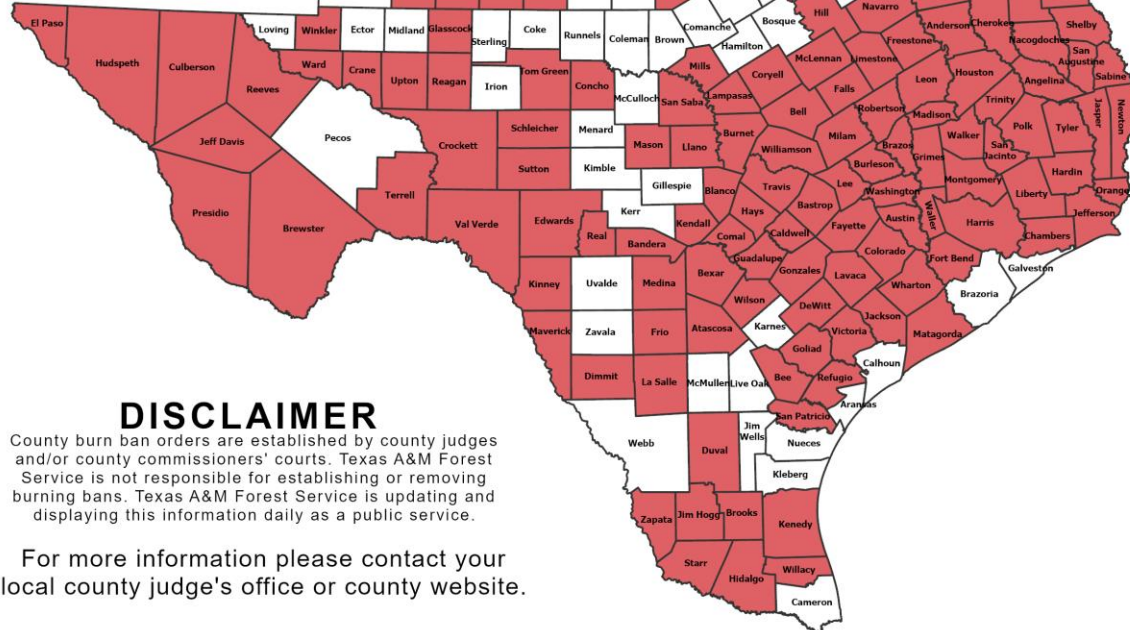 El Paso
Hudspeth
Culberson
Reeves
Jeff Davis
Presidio
Brewster
Loving
Winkler
Ector
Midland
Glasscock
Sterling
Coke
Runnels
Coleman
Brown
Comanche
Hamilton
Bosque
Hill
Navarro
Anderson
Cherokee
Shelby
Nacogdoches
San
Augustine
Sabine
Freestone
Limestone
McLennan
Mills
Coryell
Ward
Crane
Upton
Reagan
Irion
Tom Green
Concho
McCulloch
San Saba
Lampasas
Bell
Falls
Leon
Houston
Angelina
Trinity
Robertson
Madison
Walker
Polk
Tyler
Jasper
Newton
Pecos
Crockett
Schleicher
Menard
Mason
Llano
Burnet
Williamson
Milam
Brazos
Grimes
San
Jacinto
Burleson
Montgomery
Liberty
Hardin
Orange
Terrell
Sutton
Kimble
Gillespie
Blanco
Travis
Lee
Washington
Bastrop
Hays
Waller
Austin
Harris
Chambers
Jefferson
Val Verde
Edwards
Real
Kerr
Bandera
Kendall
Comal
Caldwell
Fayette
Guadalupe
Colorado
Fort Bend
Galveston
Brazoria
Kinney
Uvalde
Medina
Bexar
Gonzales
Lavaca
Wharton
Wilson
DeWitt
Jackson
Matagorda
Maverick
Zavala
Frio
Atascosa
Karnes
Victoria
Goliad
Calhoun
Dimmit
La Salle
McMullen
Live Oak
Bee
Refugio
Aransas
San Patricio
Webb
Duval
Jim
Wells
Nueces
Kleberg
Zapata
Jim Hogg
Brooks
Kenedy
Starr
Hidalgo
Willacy
Cameron
DISCLAIMER
County burn ban orders are established by county judges
and/or county commissioners' courts. Texas A&M Forest
Service is not responsible for establishing or removing
burning bans. Texas A&M Forest Service is updating and
displaying this information daily as a public service.
For more information please contact your
local county judge's office or county website.